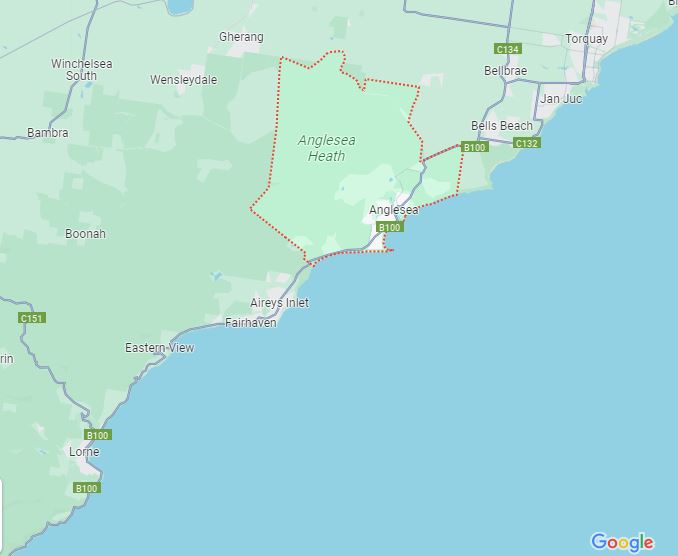 Torquay
Gherang
C134
Winchelsea
South
Bellbrae
Wensleydale
Jan Juc
Bambra
Bells Beach
C132
Anglesea
Heath
B100
Anglesea
B100
Boonah
Aireys Inlet
C151
Fairhaven
Eastern View
rin
B100
Lorne
B100
Google